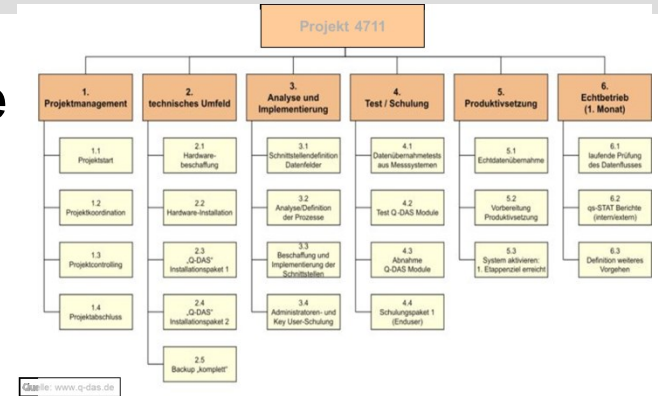 e
Projekt 4711
1.
Projektmanagement
2.
technisches Umfeld
3.
Analyse und
Implementierung
4.
Test / Schulung
5.
Produktivsetzung
6.
Echtbetrieb
(1. Monat)
1.1
Projektstart
1.2
Projektkoordination
1.3
Projektcontrolling
1.4
Projektabschluss
2.1
Hardware-
beschaffung
2.2
Hardware-Installation
2.3
„Q-DAS“
Installationspaket 1
2.4
„Q-DAS“
Installationspaket 2
2.5
Backup „komplett“
3.1
Schnittstellendefinition
Datenfelder
3.2
Analyse/Definition
der Prozesse
3.3
Beschaffung und
Implementierung der
Schnittstellen
3.4
Administratoren- und
Key User-Schulung
4.1
Datenübernahmetests
aus Messsystemen
4.2
Test Q-DAS Module
4.3
Abnahme
Q-DAS Module
4.4
Schulungspaket 1
(Enduser)
5.1
Echtdatenübernahme
5.2
Vorbereitung
Produktivsetzung
5.3
System aktivieren:
1. Etappenziel erreicht
6.1
laufende Prüfung
des Datenflusses
6.2
qs-STAT Berichte
(intern/extern)
6.3
Definition weiteres
Vorgehen
Quelle: www.q-das.de